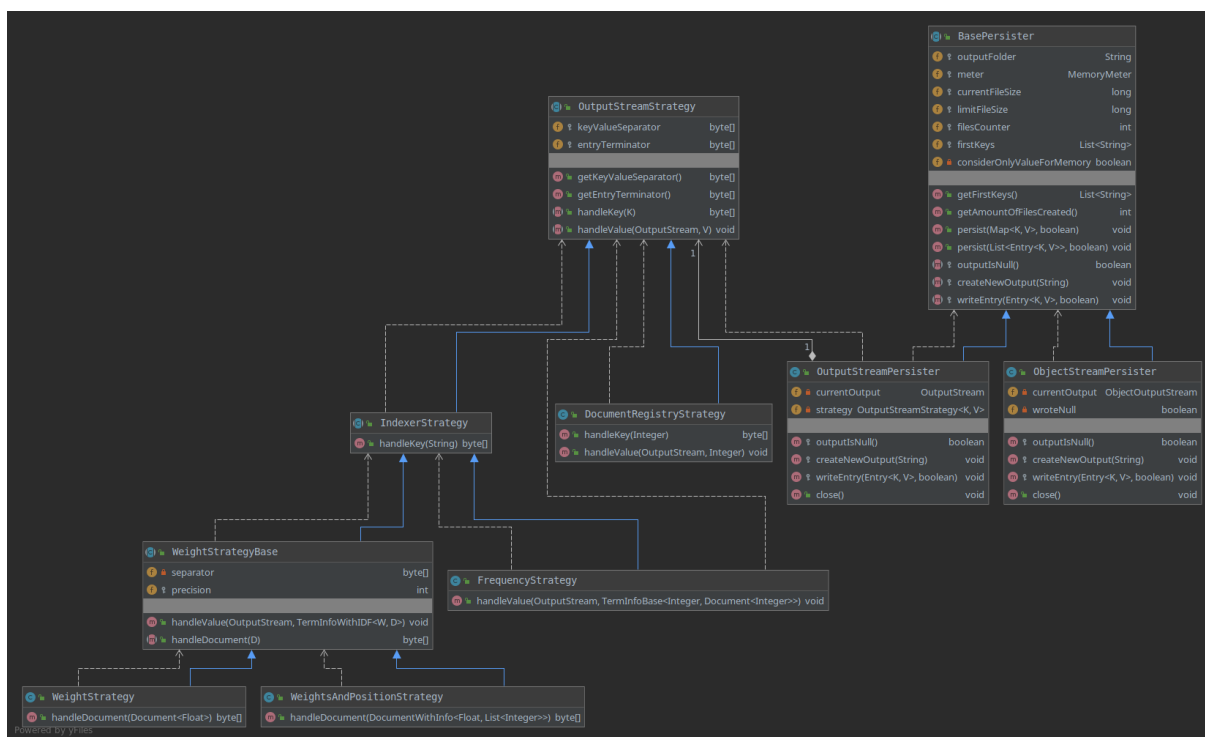 BasePersister
outputFolder String
meter MemoryMeter
currentFileSize long
limitFileSize long
filesCounter int
firstKeys List<String>
considerOnlyValueForMemory boolean
getFirstKeys() List<String>
getAmountOfFilesCreated() int
persist(Map<K, V>, boolean) void
persist(List<Entry<K, V>>, boolean) void
outputIsNull() boolean
createNewOutput(String) void
writeEntry(Entry<K, V>, boolean) void
OutputStreamStrategy
keyValueSeparator byte[]
entryTerminator byte[]
getKeyValueSeparator() byte[]
getEntryTerminator() byte[]
handleKey(K) byte[]
handleValue(OutputStream, V) void
1
1
OutputStreamPersister
currentOutput OutputStream
strategy OutputStreamStrategy<K, V>
outputIsNull() boolean
createNewOutput(String) void
writeEntry(Entry<K, V>, boolean) void
close() void
ObjectStreamPersister
currentOutput ObjectOutputStream
wroteNull boolean
outputIsNull() boolean
createNewOutput(String) void
writeEntry(Entry<K, V>, boolean) void
close() void
IndexerStrategy
handleKey(String) byte[]
DocumentRegistryStrategy
handleKey(Integer) byte[]
handleValue(OutputStream, Integer) void
WeightStrategyBase
separator byte[]
precision int
handleValue(OutputStream, TermInfoWithIDF<W, D>) void
handleDocument(D) byte[]
FrequencyStrategy
handleValue(OutputStream, TermInfoBase<Integer, Document<Integer>>) void
WeightStrategy
handleDocument(Document<Float>) byte[]
WeightsAndPositionStrategy
handleDocument(DocumentWithInfo<Float, List<Integer>>) byte[]
Powered by yFiles